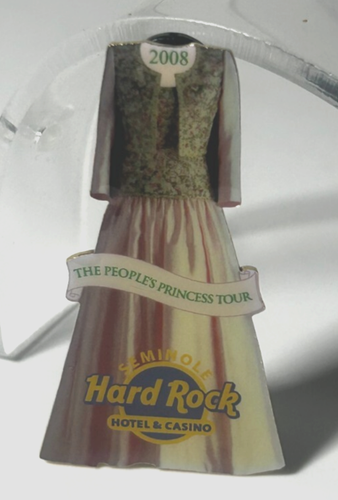 2008
THE PEOPLE'S PRINCESS TOUR
SEMINOLE
Hard Rock
HOTEL & CASINO